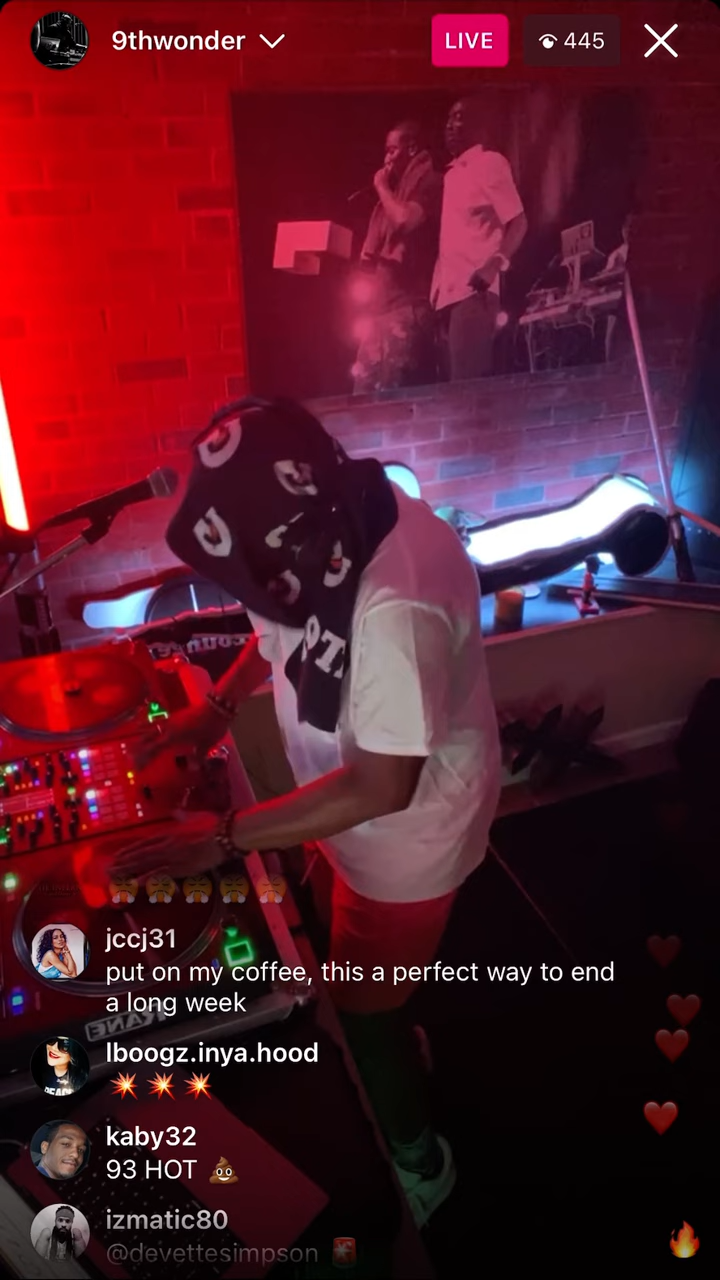 9thwonder
LIVE
445
jccj31
put on my coffee, this a perfect way to end
a long week
lboogz.inya.hood
💥 💥 💥
kaby32
93 HOT 💩
izmatic80
@devettesimpson 🚨